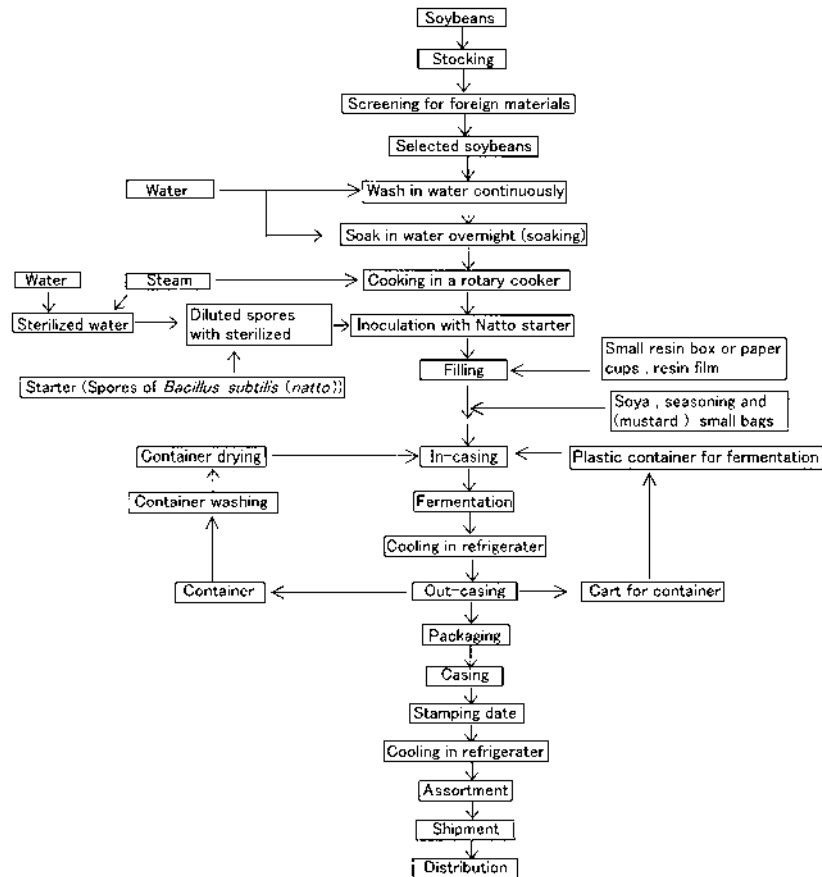 Soybeans
Stocking
Screening for foreign materials
Selected soybeans
Water
Wash in water continuously
Soak in water overnight (soaking)
Water
Steam
Cooking in a rotary cooker
Sterilized water
Diluted spores
with sterilized
Inoculation with Natto starter
Starter (Spores of Bacillus subtilis (natto))
Filling
Small resin box or paper
cups , resin film
Soya , seasoning and
(mustard ) small bags
Container drying
In-casing
Plastic container for fermentation
Container washing
Fermentation
Cooling in refrigerater
Container
Out-casing
Cart for container
Packaging
Casing
Stamping date
Cooling in refrigerater
Assortment
Shipment
Distribution